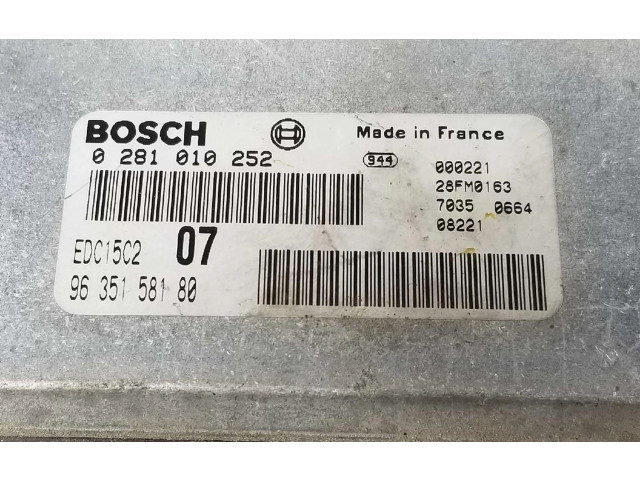 BOSCH
Made in France
0 281 010 252
944
000221
28FM0163
7035 0664
08221
EDC15C2 07
96 351 581 80